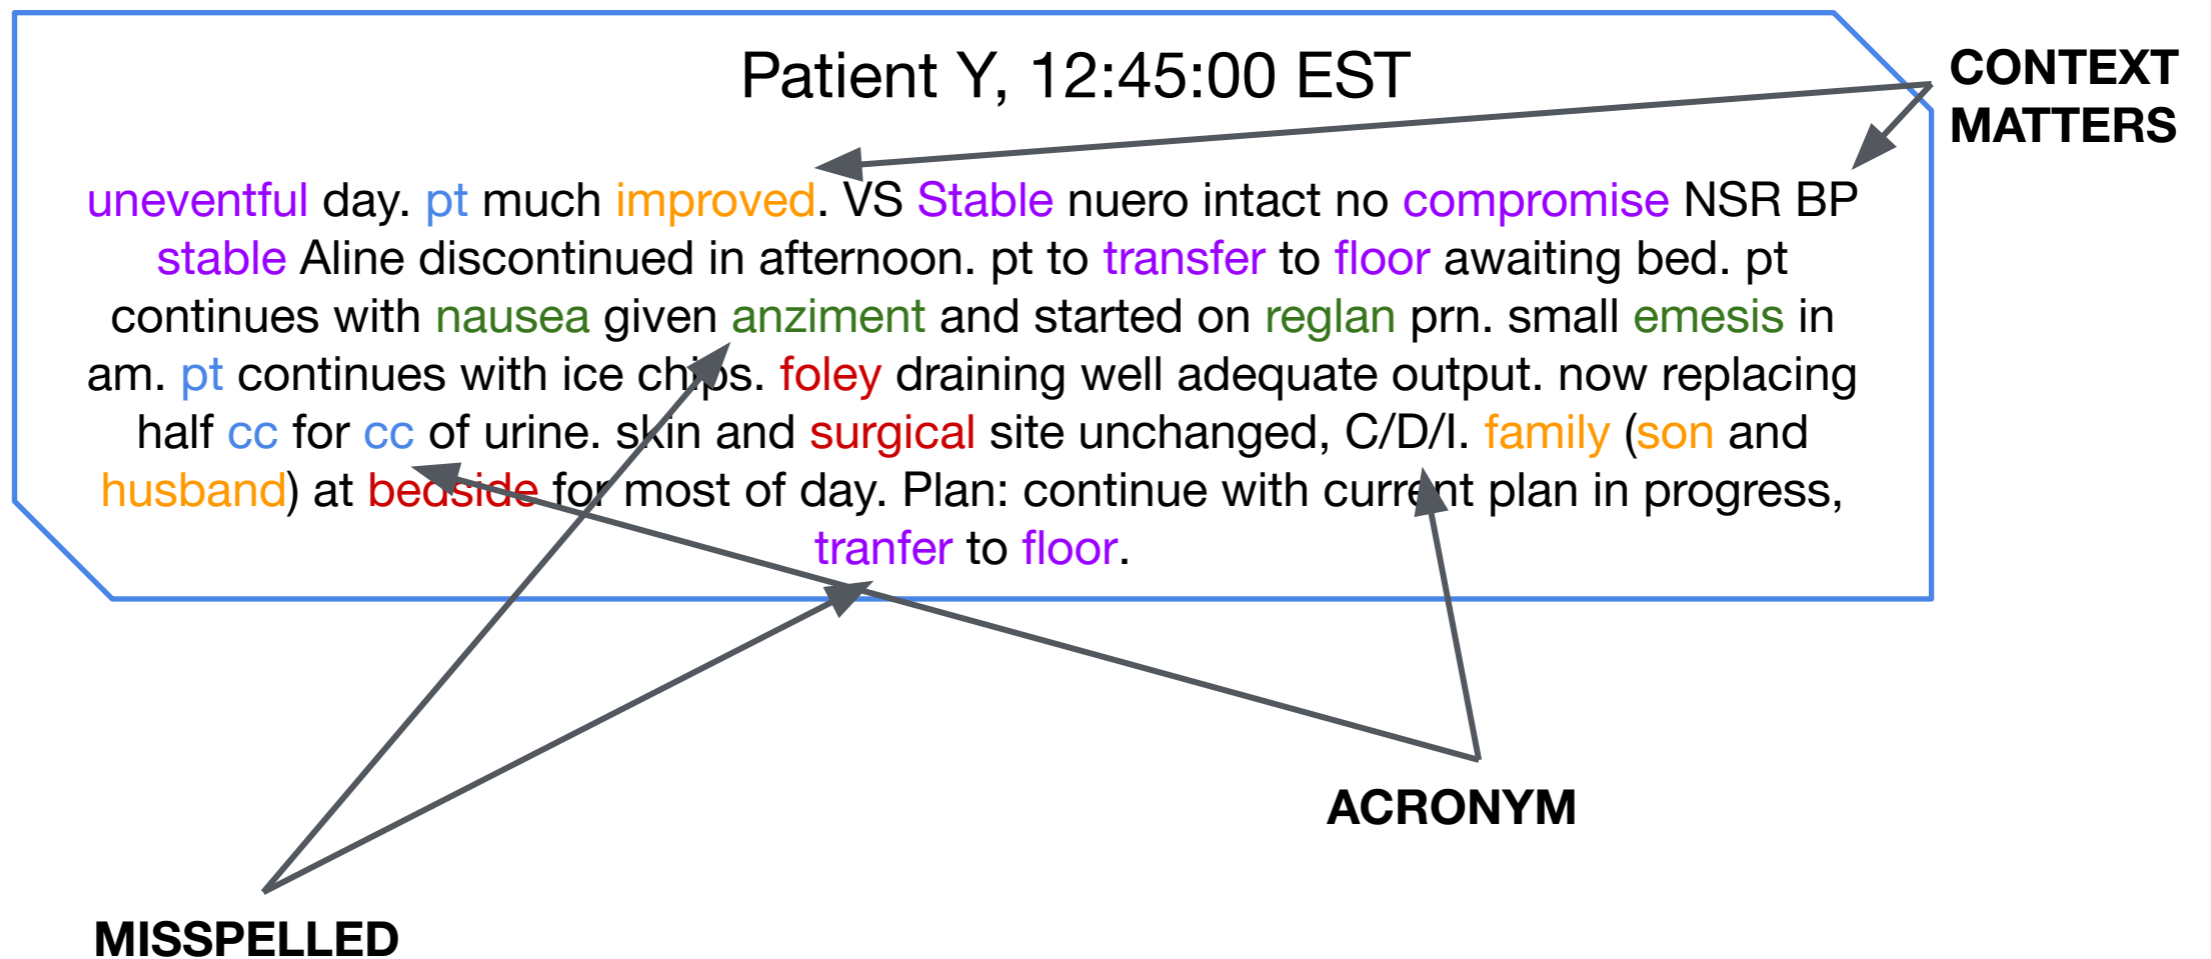 Patient Y, 12:45:00 EST
CONTEXT
MATTERS
uneventful day. pt much improved. VS Stable nuero intact no compromise NSR BP
stable Aline discontinued in afternoon. pt to transfer to floor awaiting bed. pt
continues with nausea given anziment and started on reglan prn. small emesis in
am. pt continues with ice chips. foley draining well adequate output. now replacing
half cc for cc of urine. skin and surgical site unchanged, C/D/I. family (son and
husband) at bedside for most of day. Plan: continue with current plan in progress,
tranfer to floor.
ACRONYM
MISSPELLED